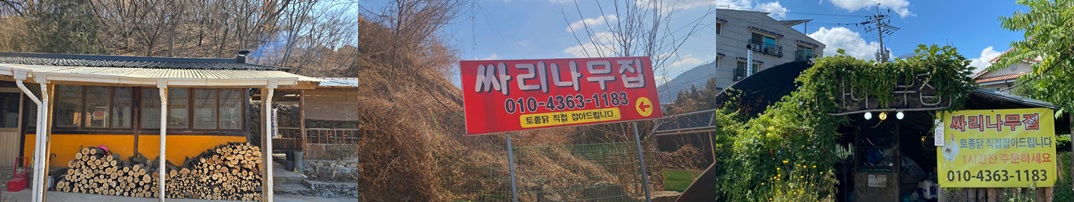 싸리나무집
010-4363-1183
토종닭 직접 잡아드립니다.
나무집
싸리나무집
토종닭 직접잡아드립니다
1시간전 주문하세요
010-4363-1183